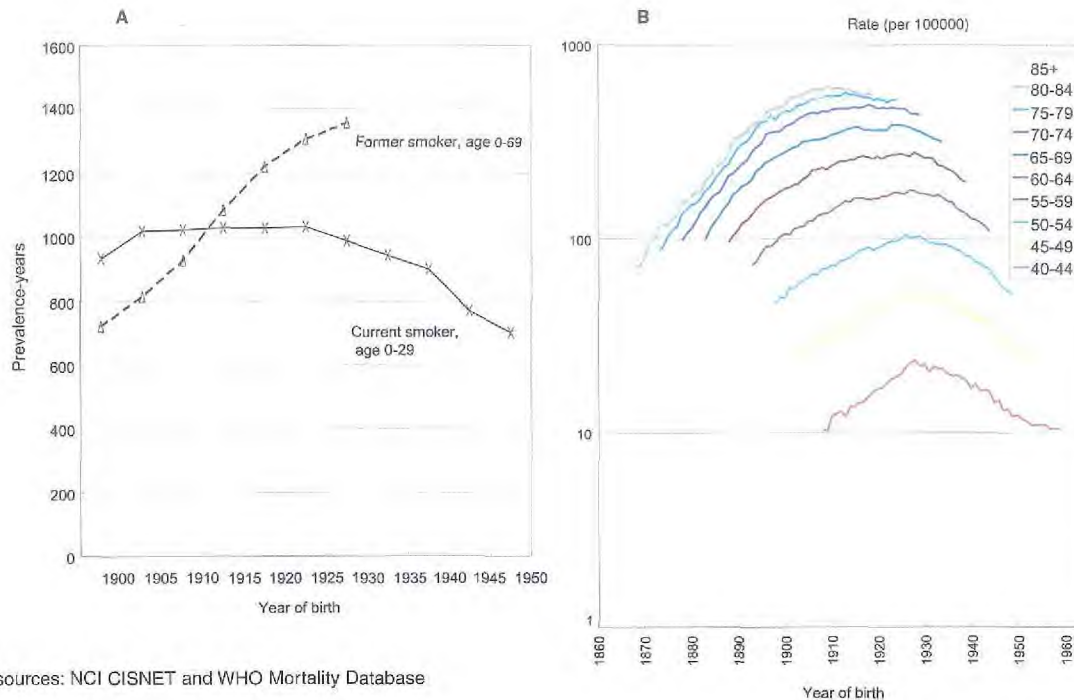 A
1600
1400
1200
1000
800
600
400
200
0
Prevalence-years
Former smoker, age 0-69
Current smoker,
age 0-29
1900 1905 1910 1915 1920 1925 1930 1935 1940 1945 1950
Year of birth
B
Rate (per 100000)
1000
100
10
1
85+
80-84
75-79
70-74
65-69
60-64
55-59
50-54
45-49
40-44
1860 1870 1880 1890 1900 1910 1920 1930 1940 1950 1960
Year of birth
sources: NCI CISNET and WHO Mortality Database